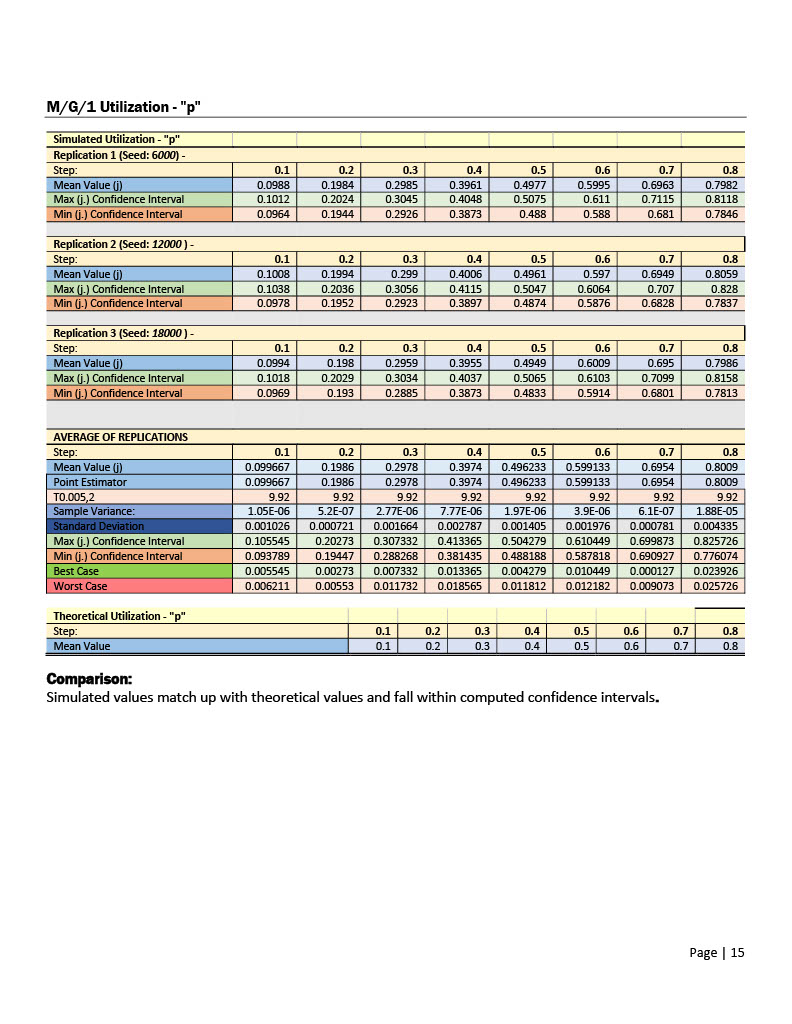 M/G/1 Utilization - "p"
Simulated Utilization - "p"
Replication 1 (Seed: 6000) -
Step: 0.1 0.2 0.3 0.4 0.5 0.6 0.7 0.8
Mean Value (j) 0.0988 0.1984 0.2985 0.3961 0.4977 0.5995 0.6963 0.7982
Max (j.) Confidence Interval 0.1012 0.2024 0.3045 0.4048 0.5075 0.611 0.7115 0.8118
Min (j.) Confidence Interval 0.0964 0.1944 0.2926 0.3873 0.488 0.588 0.681 0.7846
Replication 2 (Seed: 12000 ) -
Step: 0.1 0.2 0.3 0.4 0.5 0.6 0.7 0.8
Mean Value (j) 0.1008 0.1994 0.299 0.4006 0.4961 0.597 0.6949 0.8059
Max (j.) Confidence Interval 0.1038 0.2036 0.3056 0.4115 0.5047 0.6064 0.707 0.828
Min (j.) Confidence Interval 0.0978 0.1952 0.2923 0.3897 0.4874 0.5876 0.6828 0.7837
Replication 3 (Seed: 18000 ) -
Step: 0.1 0.2 0.3 0.4 0.5 0.6 0.7 0.8
Mean Value (j) 0.0994 0.198 0.2959 0.3955 0.4949 0.6009 0.695 0.7986
Max (j.) Confidence Interval 0.1018 0.2029 0.3034 0.4037 0.5065 0.6103 0.7099 0.8158
Min (j.) Confidence Interval 0.0969 0.193 0.2885 0.3873 0.4833 0.5914 0.6801 0.7813
AVERAGE OF REPLICATIONS
Step: 0.1 0.2 0.3 0.4 0.5 0.6 0.7 0.8
Mean Value (j) 0.099667 0.1986 0.2978 0.3974 0.496233 0.599133 0.6954 0.8009
Point Estimator 0.099667 0.1986 0.2978 0.3974 0.496233 0.599133 0.6954 0.8009
T0.005,2 9.92 9.92 9.92 9.92 9.92 9.92 9.92 9.92
Sample Variance: 1.05E-06 5.2E-07 2.77E-06 7.77E-06 1.97E-06 3.9E-06 6.1E-07 1.88E-05
Standard Deviation 0.001026 0.000721 0.001664 0.002787 0.001405 0.001976 0.000781 0.004335
Max (j.) Confidence Interval 0.105545 0.20273 0.307332 0.413365 0.504279 0.610449 0.699873 0.825726
Min (j.) Confidence Interval 0.093789 0.19447 0.288268 0.381435 0.488188 0.587818 0.690927 0.776074
Best Case 0.005545 0.00273 0.007332 0.013365 0.004279 0.010449 0.000127 0.023926
Worst Case 0.006211 0.00553 0.011732 0.018565 0.011812 0.012182 0.009073 0.025726
Theoretical Utilization - "p"
Step: 0.1 0.2 0.3 0.4 0.5 0.6 0.7 0.8
Mean Value 0.1 0.2 0.3 0.4 0.5 0.6 0.7 0.8
Comparison:
Simulated values match up with theoretical values and fall within computed confidence intervals.
Page | 15